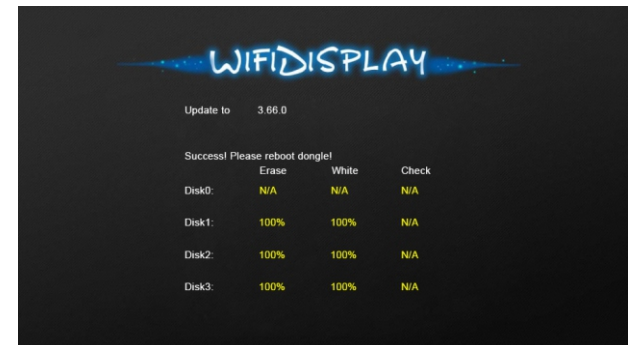 WIFIDISPLAY
Update to 3.66.0
Success! Please reboot dongle!
Erase White Check
Disk0: N/A N/A N/A
Disk1: 100% 100% N/A
Disk2: 100% 100% N/A
Disk3: 100% 100% N/A